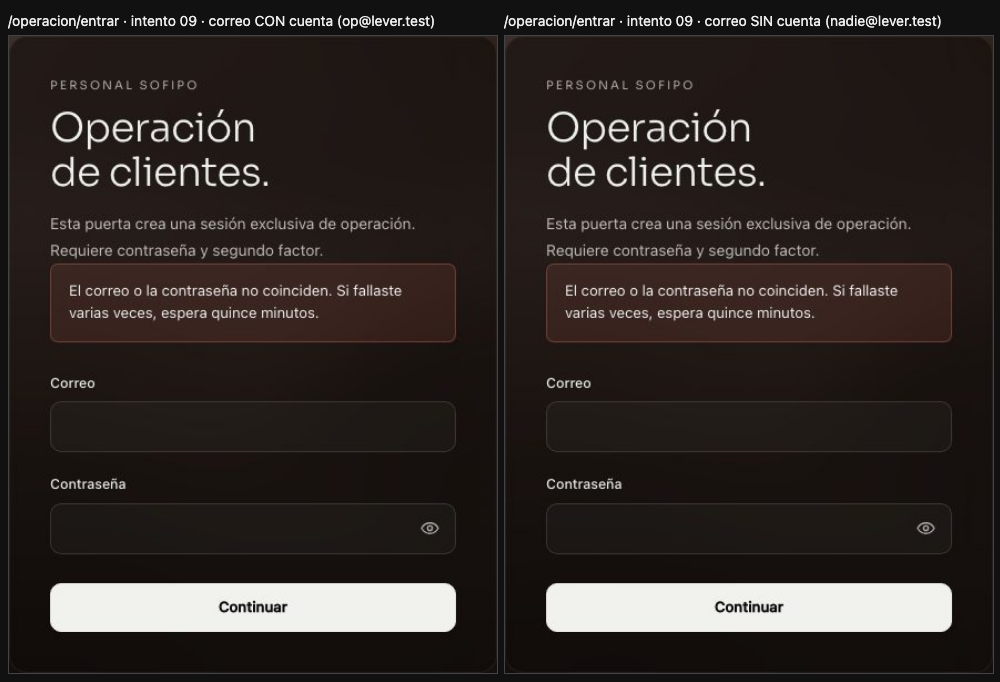 /operacion/entrar · intento 09 · correo CON cuenta (op@lever.test)
PERSONAL SOFIPO
Operación
de clientes.
Esta puerta crea una sesión exclusiva de operación.
Requiere contraseña y segundo factor.
El correo o la contraseña no coinciden. Si fallaste
varias veces, espera quince minutos.
Correo
Contraseña
Continuar
/operacion/entrar · intento 09 · correo SIN cuenta (nadie@lever.test)
PERSONAL SOFIPO
Operación
de clientes.
Esta puerta crea una sesión exclusiva de operación.
Requiere contraseña y segundo factor.
El correo o la contraseña no coinciden. Si fallaste
varias veces, espera quince minutos.
Correo
Contraseña
Continuar